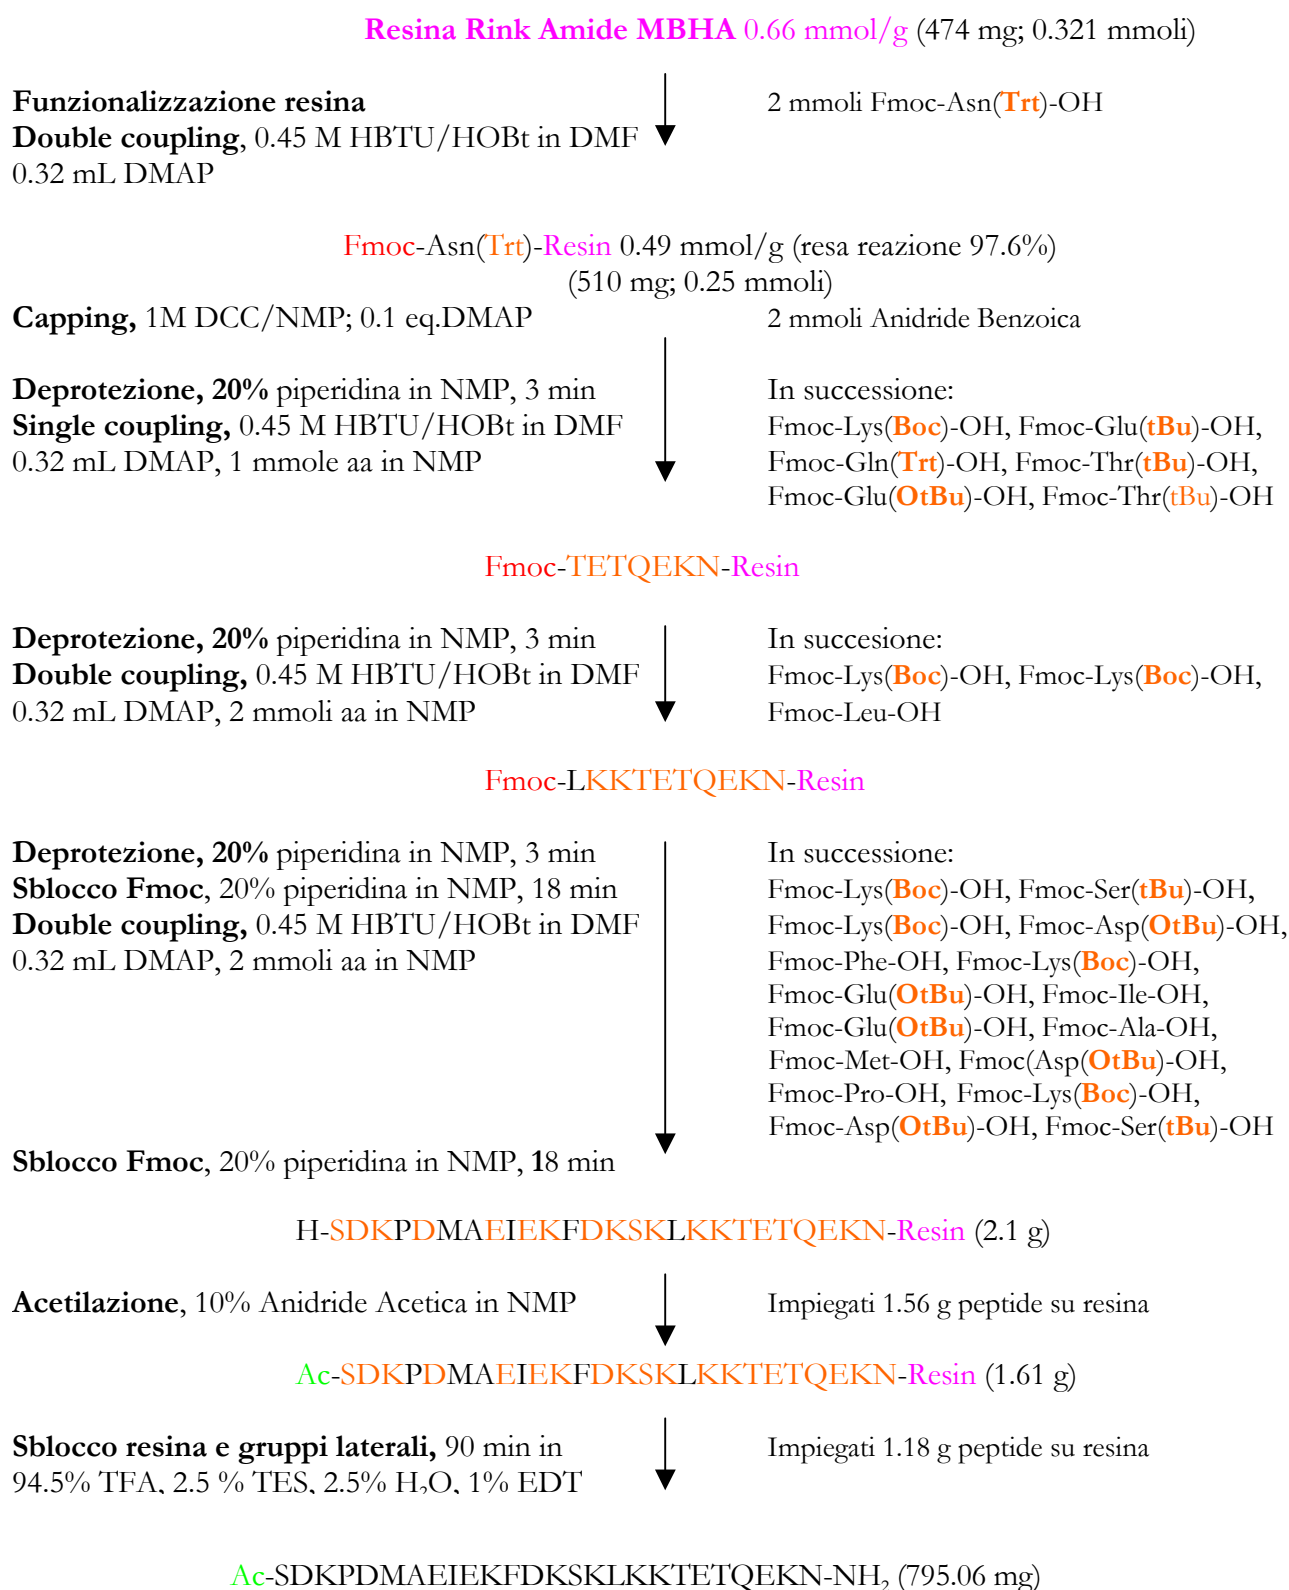 Resina Rink Amide MBHA 0.66 mmol/g (474 mg; 0.321 mmoli)
Funzionalizzazione resina
2 mmoli Fmoc-Asn(Trt)-OH
Double coupling, 0.45 M HBTU/HOBt in DMF
0.32 mL DMAP
Fmoc-Asn(Trt)-Resin 0.49 mmol/g (resa reazione 97.6%)
(510 mg; 0.25 mmoli)
Capping, 1M DCC/NMP; 0.1 eq.DMAP
2 mmoli Anidride Benzoica
Deprotezione, 20% piperidina in NMP, 3 min
Single coupling, 0.45 M HBTU/HOBt in DMF
0.32 mL DMAP, 1 mmole aa in NMP
In successione:
Fmoc-Lys(Boc)-OH, Fmoc-Glu(tBu)-OH,
Fmoc-Gln(Trt)-OH, Fmoc-Thr(tBu)-OH,
Fmoc-Glu(OtBu)-OH, Fmoc-Thr(tBu)-OH
Fmoc-TETQEKN-Resin
Deprotezione, 20% piperidina in NMP, 3 min
Double coupling, 0.45 M HBTU/HOBt in DMF
0.32 mL DMAP, 2 mmoli aa in NMP
In succesione:
Fmoc-Lys(Boc)-OH, Fmoc-Lys(Boc)-OH,
Fmoc-Leu-OH
Fmoc-LKKTETQEKN-Resin
Deprotezione, 20% piperidina in NMP, 3 min
Sblocco Fmoc, 20% piperidina in NMP, 18 min
Double coupling, 0.45 M HBTU/HOBt in DMF
0.32 mL DMAP, 2 mmoli aa in NMP
In successione:
Fmoc-Lys(Boc)-OH, Fmoc-Ser(tBu)-OH,
Fmoc-Lys(Boc)-OH, Fmoc-Asp(OtBu)-OH,
Fmoc-Phe-OH, Fmoc-Lys(Boc)-OH,
Fmoc-Glu(OtBu)-OH, Fmoc-Ile-OH,
Fmoc-Glu(OtBu)-OH, Fmoc-Ala-OH,
Fmoc-Met-OH, Fmoc(Asp(OtBu)-OH,
Fmoc-Pro-OH, Fmoc-Lys(Boc)-OH,
Fmoc-Asp(OtBu)-OH, Fmoc-Ser(tBu)-OH
Sblocco Fmoc, 20% piperidina in NMP, 18 min
H-SDKPDMAEIEKFDKSKLKKTETQEKN-Resin (2.1 g)
Acetilazione, 10% Anidride Acetica in NMP
Impiegati 1.56 g peptide su resina
Ac-SDKPDMAEIEKFDKSKLKKTETQEKN-Resin (1.61 g)
Sblocco resina e gruppi laterali, 90 min in
94.5% TFA, 2.5 % TES, 2.5% H₂O, 1% EDT
Impiegati 1.18 g peptide su resina
Ac-SDKPDMAEIEKFDKSKLKKTETQEKN-NH₂ (795.06 mg)